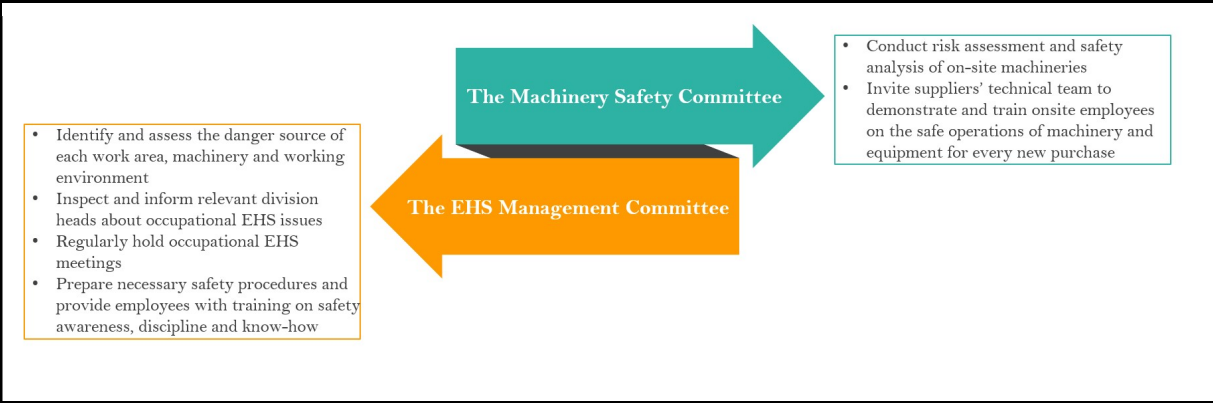 The Machinery Safety Committee
• Conduct risk assessment and safety
analysis of on-site machineries
• Invite suppliers’ technical team to
demonstrate and train onsite employees
on the safe operations of machinery and
equipment for every new purchase
The EHS Management Committee
• Identify and assess the danger source of
each work area, machinery and working
environment
• Inspect and inform relevant division
heads about occupational EHS issues
• Regularly hold occupational EHS
meetings
• Prepare necessary safety procedures and
provide employees with training on safety
awareness, discipline and know-how